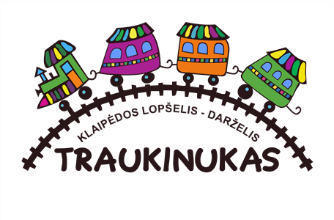 KLAIPĖDOS LOPŠELIS - DARŽELIS
TRAUKINUKAS